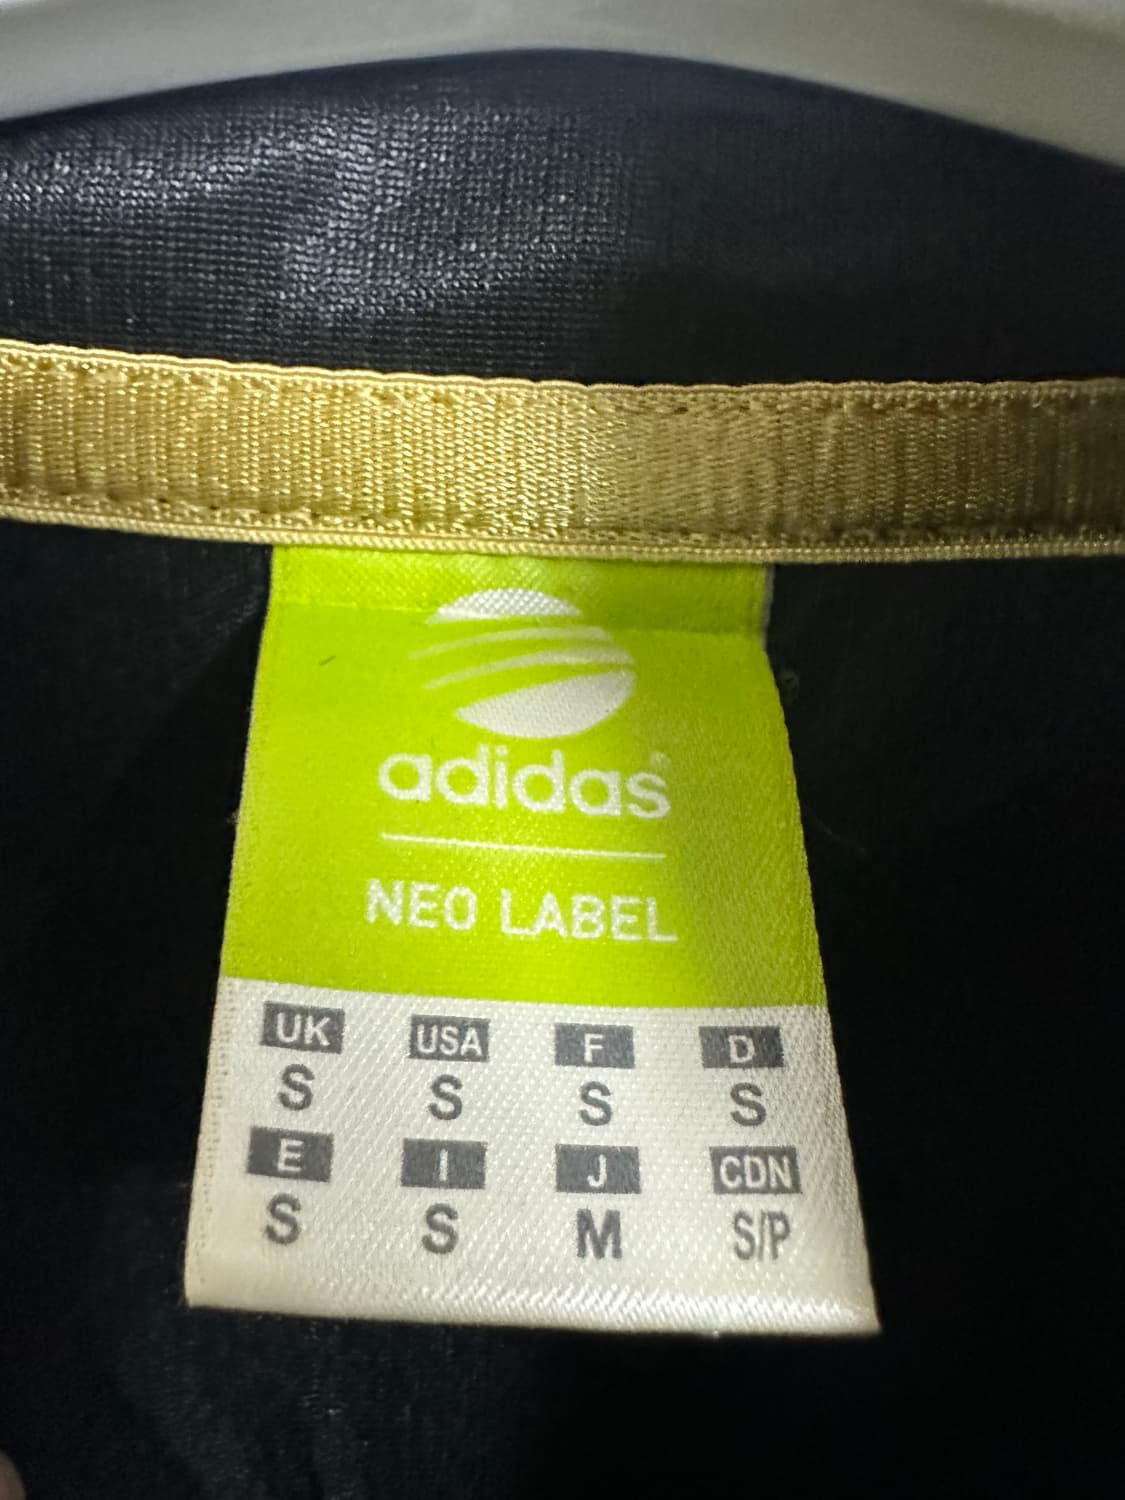 adidas
NEO LABEL
UK USA F D
S S S S
E I J CDN
S S M S/P